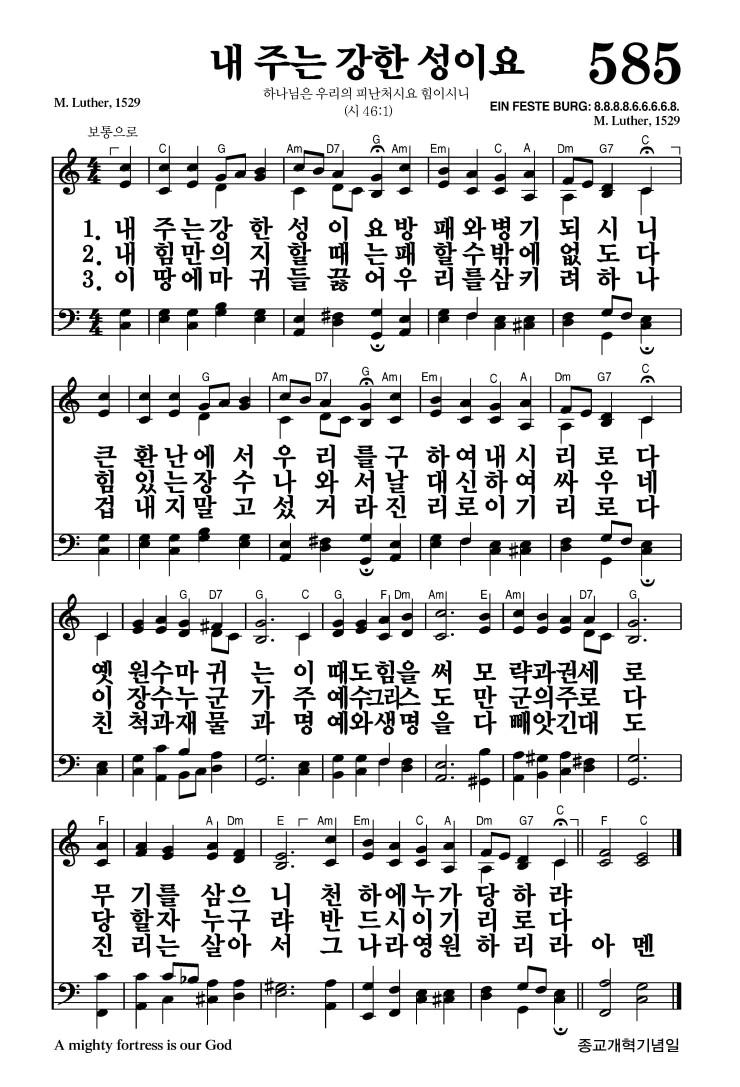 내 주는 강한 성이요 585
하나님은 우리의 피난처시요 힘이시니
(시 46:1)
M. Luther, 1529
EIN FESTE BURG: 8.8.8.8.6.6.6.6.8.
M. Luther, 1529
보통으로
C G Am D7 G Am Em C A Dm G7 C
1. 내 주는강 한 성 이 요방 패와병 기 되 시 니
2. 내 힘만의 지 할 때 는패 할수밖 에 없 도 다
3. 이 땅에마 귀 들 끓 어우 리를삼 키 려 하 나
G Am D7 G Am Em C A Dm G7 C
큰 환난에 서 우 리 를구 하여내 시 리 로 다
힘 있는장 수 나 와 서날 대신하 여 싸 우 네
겁 내지말 고 섰 거 라진 리로이 기 리 로 다
C G D7 G C G F Dm Am E Am D7 G
옛 원수마 귀 는 이 때도힘을 써 모 략과권세 로
이 장수누 군 가 주 예수그리스 도 만 군의주로 다
친 척과재 물 과 명 예와생명 을 다 빼앗긴대 도
F A Dm E Am Em C A Dm G7 C F C
무 기를 삼으 니 천 하에누가 당 하 랴
당 할자 누구 랴 반 드시이기 리 로 다
진 리는 살아 서 그 나라영원 하 리 라 아 멘
A mighty fortress is our God
종교개혁기념일